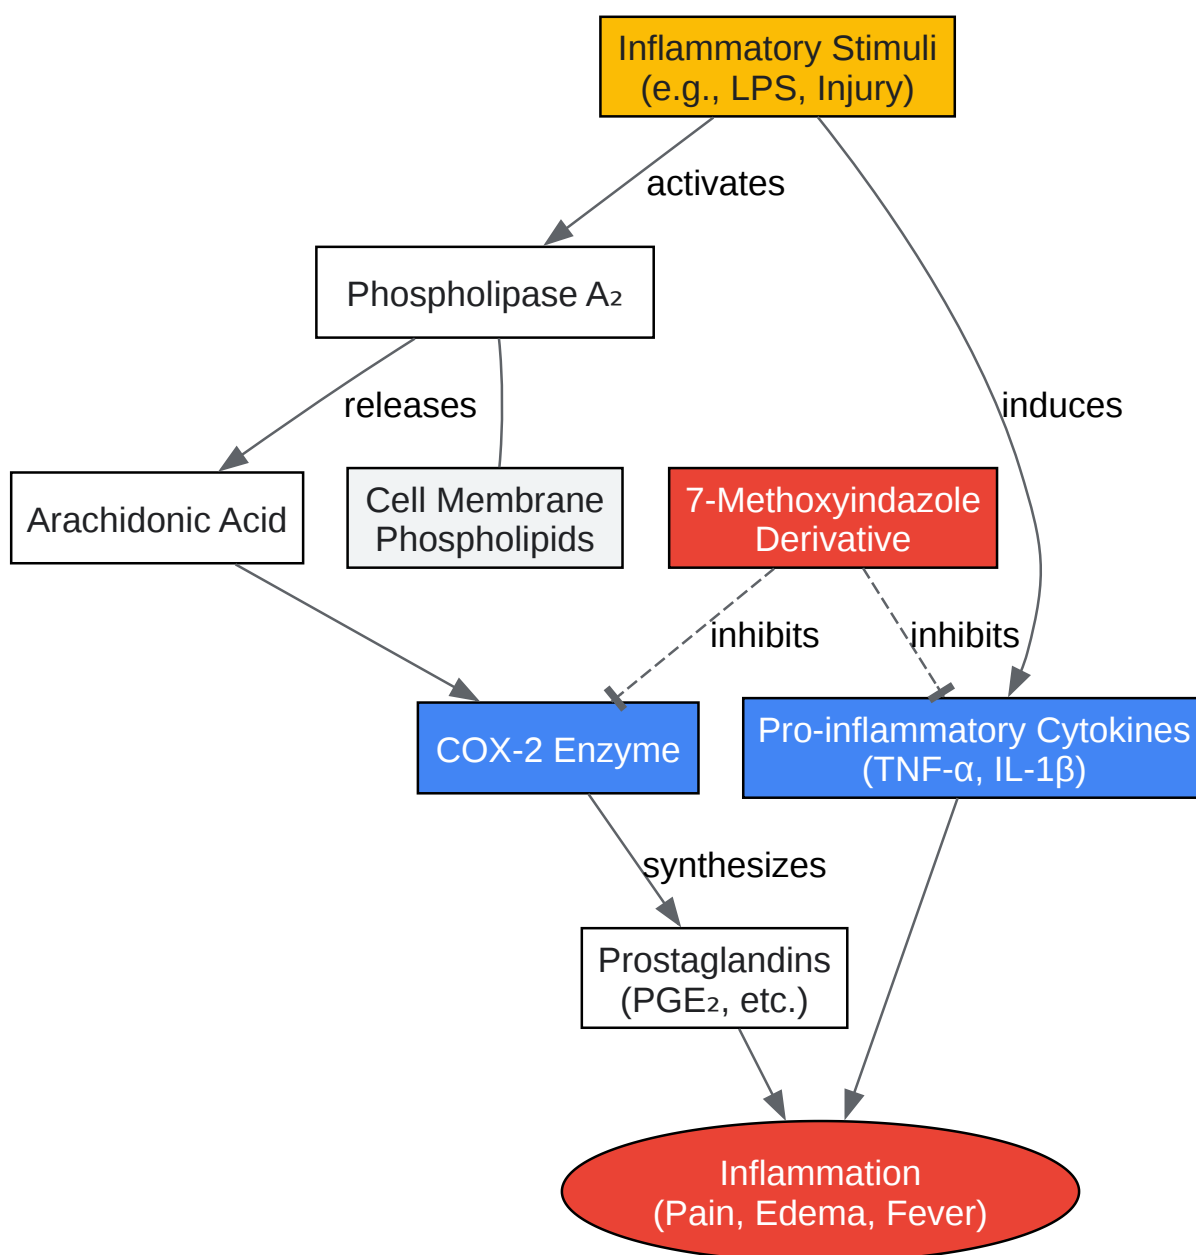 Inflammatory Stimuli
(e.g., LPS, Injury)
activates
Phospholipase A₂
releases
induces
Arachidonic Acid
Cell Membrane
Phospholipids
7-Methoxyindazole
Derivative
inhibits
inhibits
COX-2 Enzyme
Pro-inflammatory Cytokines
(TNF-α, IL-1β)
synthesizes
Prostaglandins
(PGE₂, etc.)
Inflammation
(Pain, Edema, Fever)